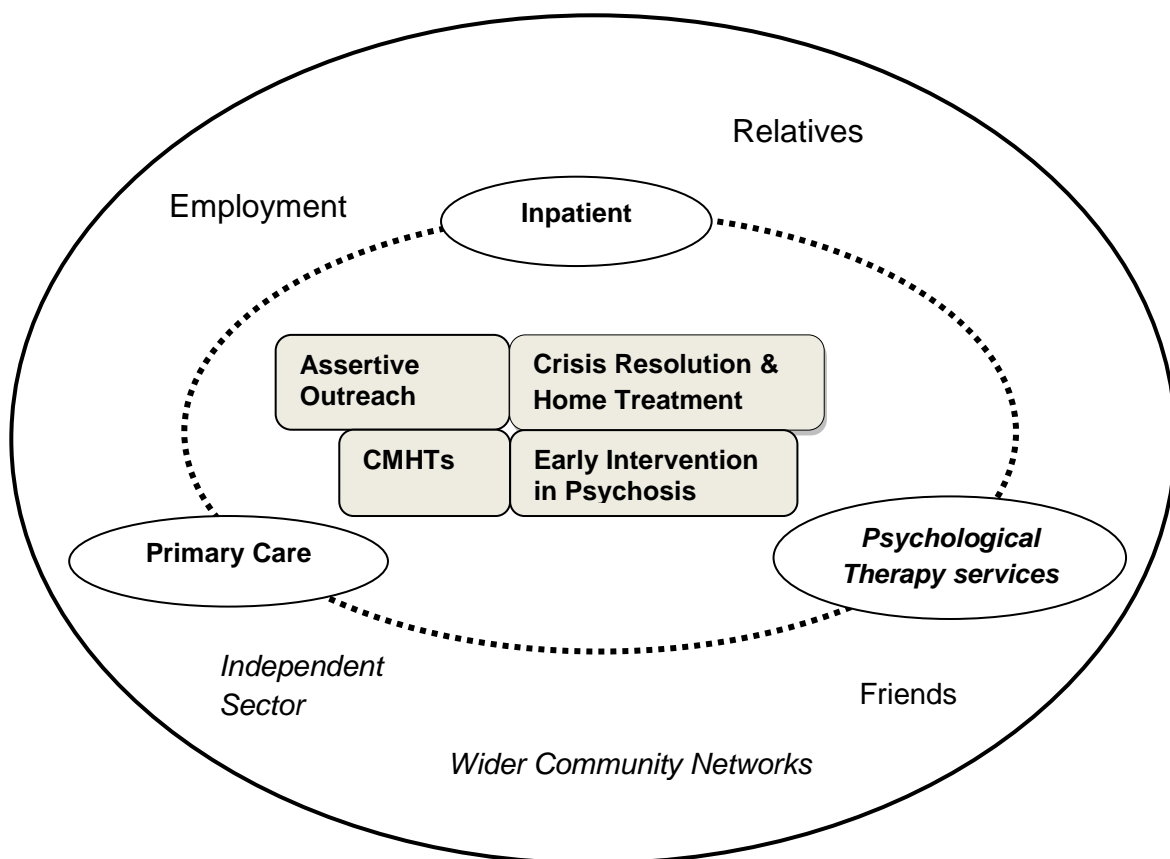 Relatives
Employment
Inpatient
Assertive
Outreach
Crisis Resolution &
Home Treatment
CMHTs
Early Intervention
in Psychosis
Primary Care
Psychological
Therapy services
Independent
Sector
Friends
Wider Community Networks